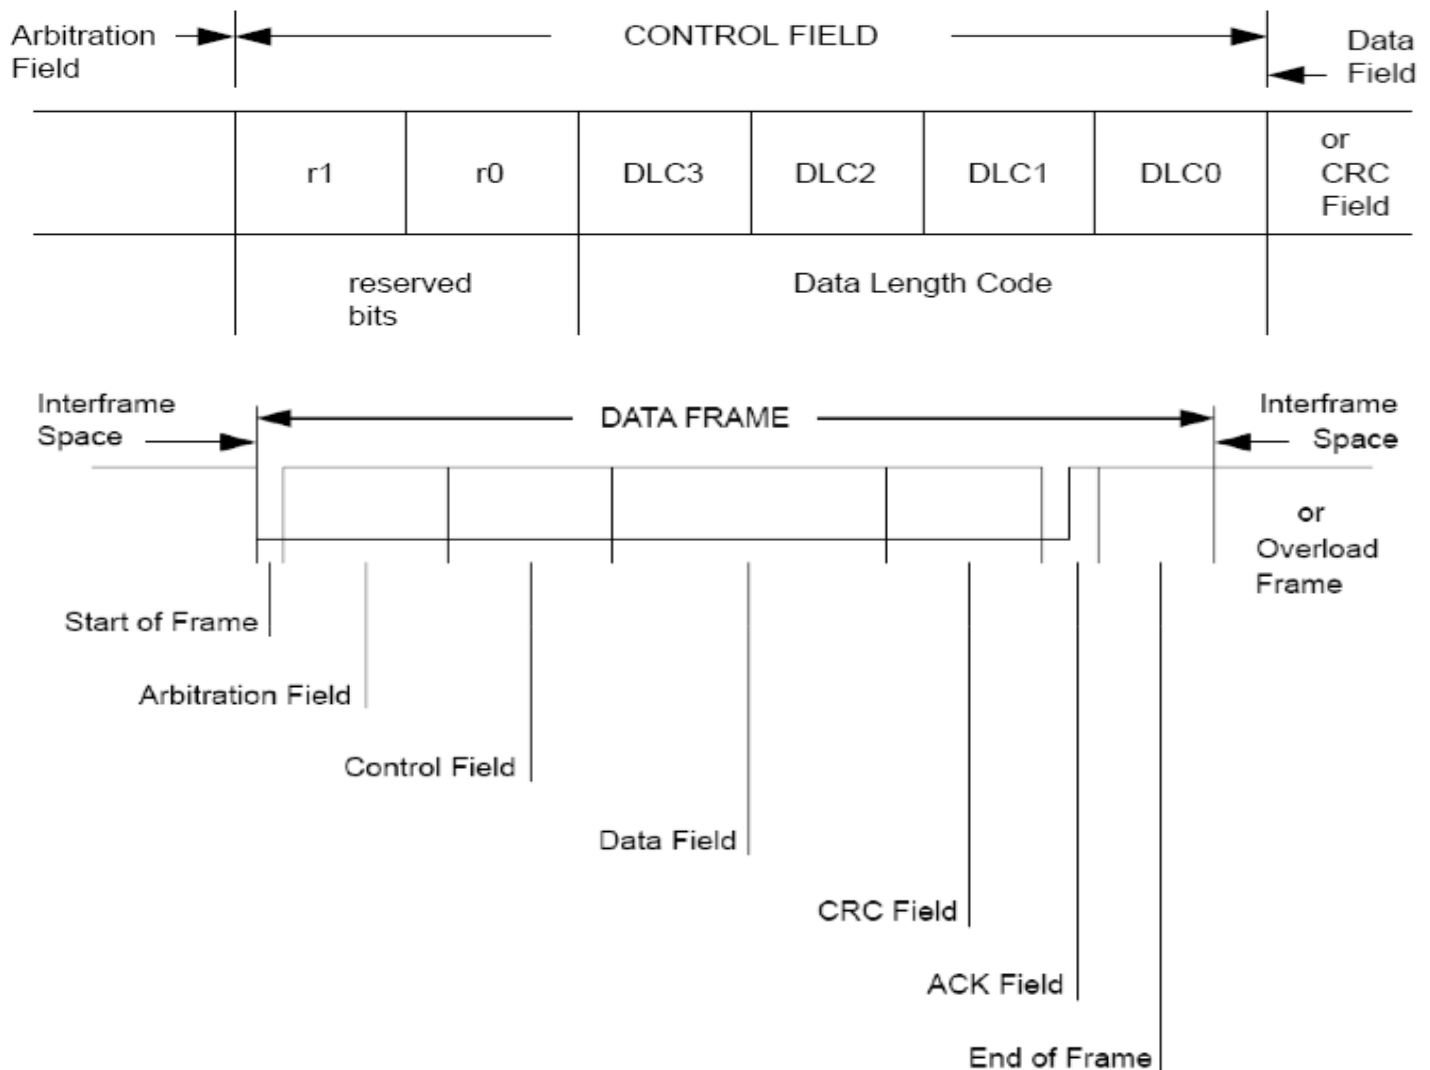 Arbitration
Field
CONTROL FIELD
Data
Field
r1
r0
DLC3
DLC2
DLC1
DLC0
or
CRC
Field
reserved
bits
Data Length Code
Interframe
Space
DATA FRAME
Interframe
Space
or
Overload
Frame
Start of Frame
Arbitration Field
Control Field
Data Field
CRC Field
ACK Field
End of Frame